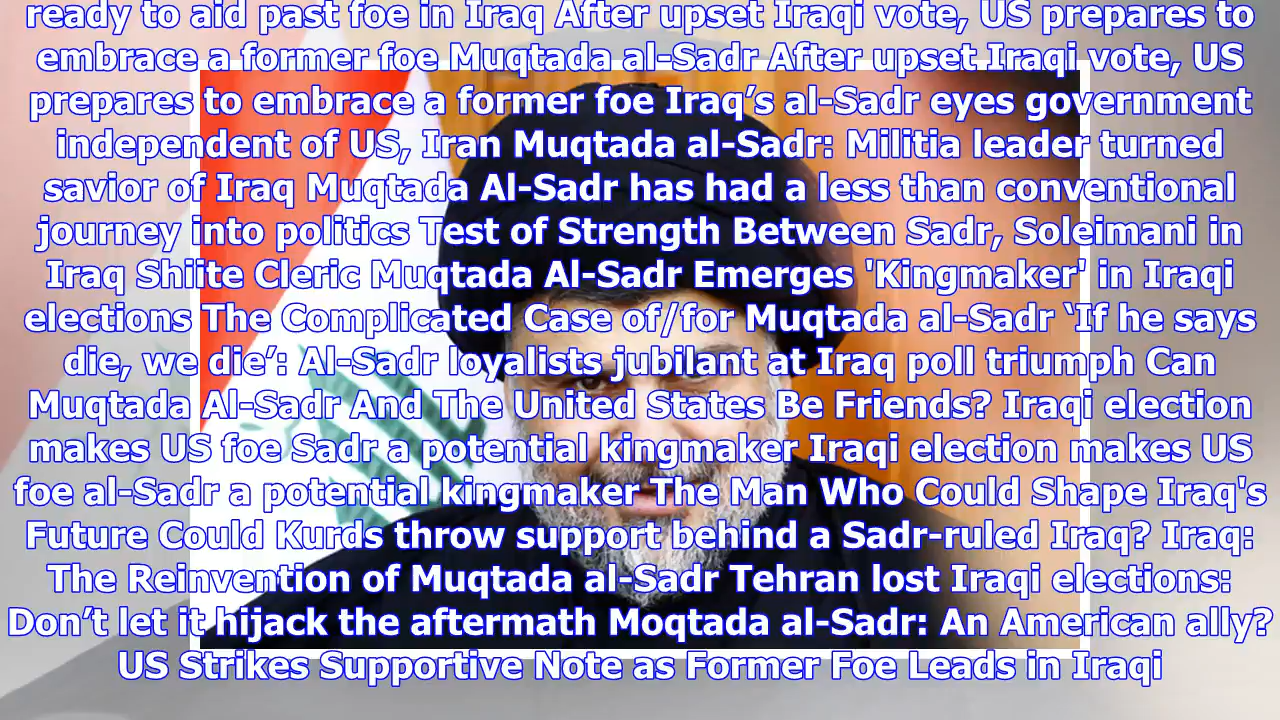 ready to aid past foe in Iraq After upset Iraqi vote, US prepares to
embrace a former foe Muqtada al-Sadr After upset Iraqi vote, US
prepares to embrace a former foe Iraq’s al-Sadr eyes government
independent of US, Iran Muqtada al-Sadr: Militia leader turned
savior of Iraq Muqtada Al-Sadr has had a less than conventional
journey into politics Test of Strength Between Sadr, Soleimani in
Iraq Shiite Cleric Muqtada Al-Sadr Emerges 'Kingmaker' in Iraqi
elections The Complicated Case of/for Muqtada al-Sadr ‘If he says
die, we die’: Al-Sadr loyalists jubilant at Iraq poll triumph Can
Muqtada Al-Sadr And The United States Be Friends? Iraqi election
makes US foe Sadr a potential kingmaker Iraqi election makes US
foe al-Sadr a potential kingmaker The Man Who Could Shape Iraq's
Future Could Kurds throw support behind a Sadr-ruled Iraq? Iraq:
The Reinvention of Muqtada al-Sadr Tehran lost Iraqi elections:
Don’t let it hijack the aftermath Moqtada al-Sadr: An American ally?
US Strikes Supportive Note as Former Foe Leads in Iraqi